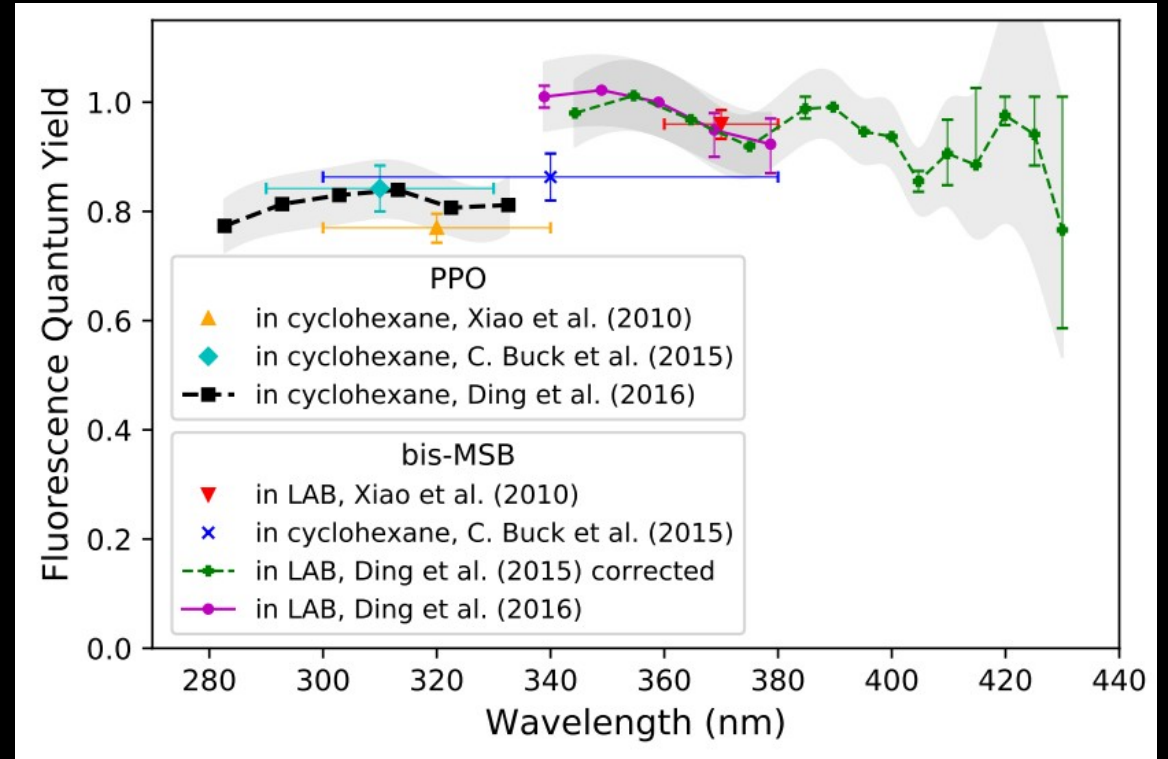 Fluorescence Quantum Yield
1.0
0.8
0.6
0.4
0.2
0.0
PPO
in cyclohexane, Xiao et al. (2010)
in cyclohexane, C. Buck et al. (2015)
in cyclohexane, Ding et al. (2016)
bis-MSB
in LAB, Xiao et al. (2010)
in cyclohexane, C. Buck et al. (2015)
in LAB, Ding et al. (2015) corrected
in LAB, Ding et al. (2016)
280 300 320 340 360 380 400 420 440
Wavelength (nm)